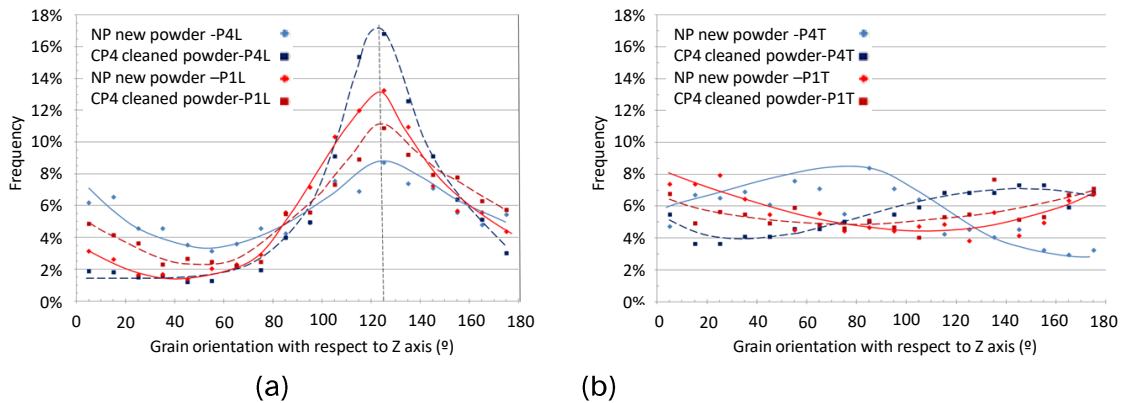 18%
16%
14%
12%
10%
8%
6%
4%
2%
0%
Frequency
NP new powder -P4L
CP4 cleaned powder-P4L
NP new powder –P1L
CP4 cleaned powder-P1L
0 20 40 60 80 100 120 140 160 180
Grain orientation with respect to Z axis (º)
(a)
18%
16%
14%
12%
10%
8%
6%
4%
2%
0%
Frequency
NP new powder -P4T
CP4 cleaned powder-P4T
NP new powder –P1T
CP4 cleaned powder-P1T
0 20 40 60 80 100 120 140 160 180
Grain orientation with respect to Z axis (º)
(b)